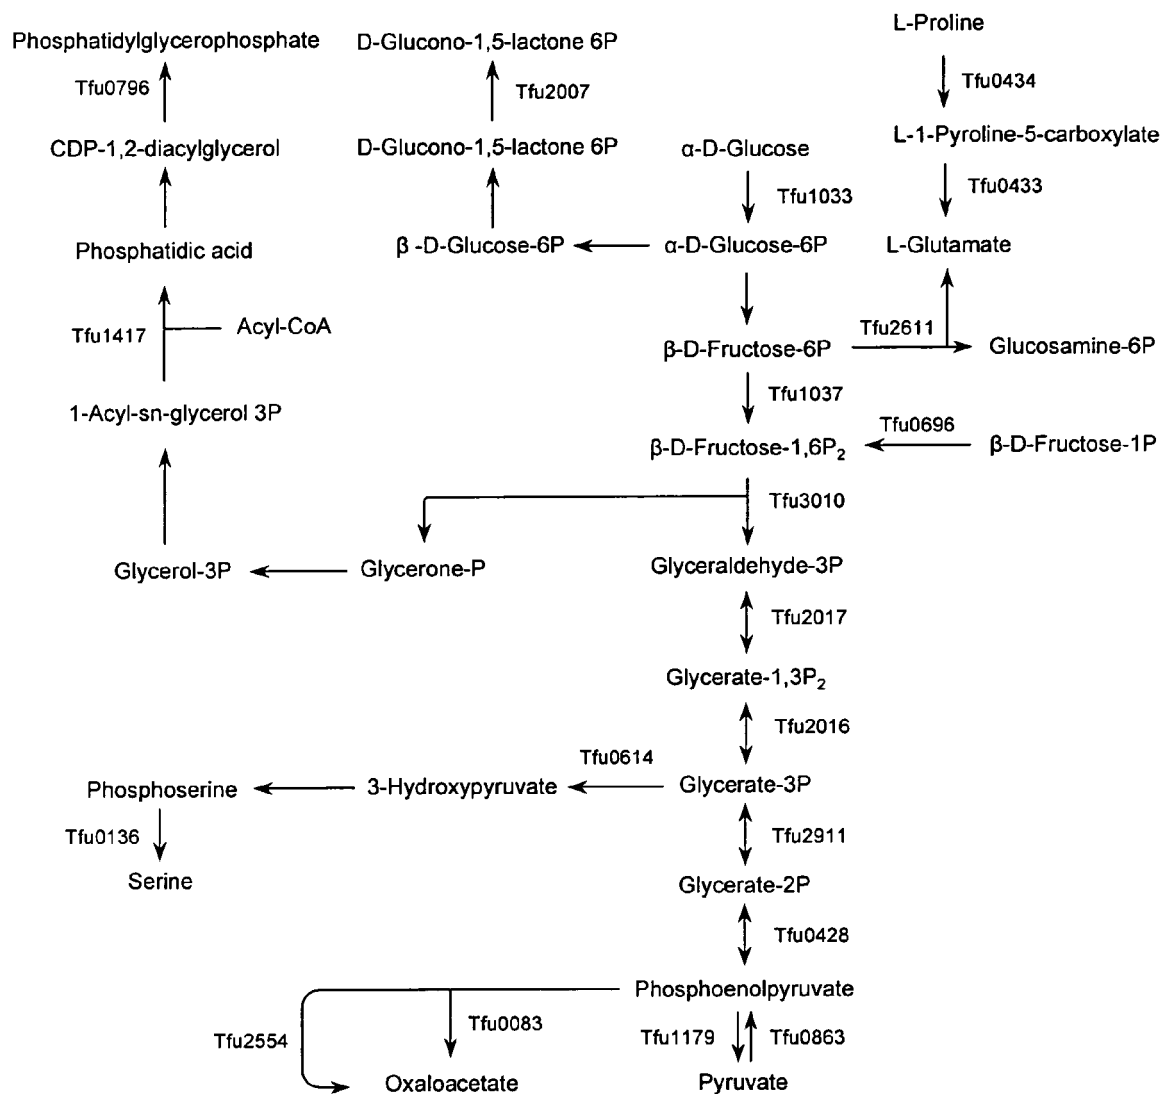 L-Proline
Phosphatidylglycerophosphate
D-Glucono-1,5-lactone 6P
Tfu0796
Tfu2007
Tfu0434
CDP-1,2-diacylglycerol
D-Glucono-1,5-lactone 6P
α-D-Glucose
L-1-Pyroline-5-carboxylate
Tfu1033
Tfu0433
Phosphatidic acid
β -D-Glucose-6P
α-D-Glucose-6P
L-Glutamate
Tfu1417
Acyl-CoA
Tfu2611
β-D-Fructose-6P
Glucosamine-6P
1-Acyl-sn-glycerol 3P
Tfu1037
Tfu0696
β-D-Fructose-1,6P₂
β-D-Fructose-1P
Tfu3010
Glycerol-3P
Glycerone-P
Glyceraldehyde-3P
Tfu2017
Glycerate-1,3P₂
Tfu2016
Tfu0614
Phosphoserine
3-Hydroxypyruvate
Glycerate-3P
Tfu0136
Tfu2911
Serine
Glycerate-2P
Tfu0428
Phosphoenolpyruvate
Tfu2554
Tfu0083
Tfu1179
Tfu0863
Oxaloacetate
Pyruvate